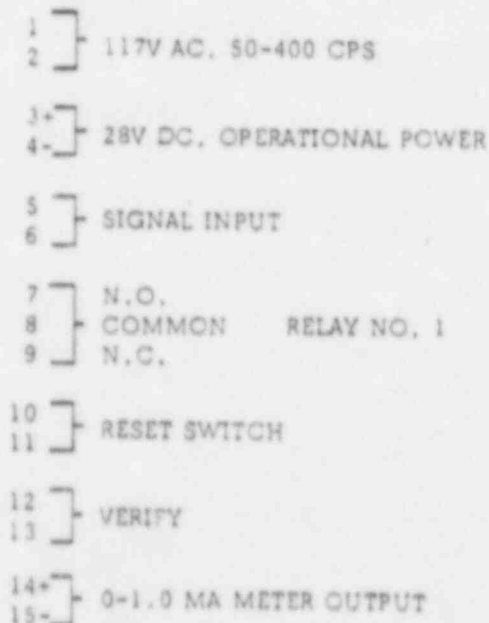 1
2
117V AC, 50-400 CPS
3+
4-
28V DC, OPERATIONAL POWER
5
6
SIGNAL INPUT
7 N.O.
8 COMMON RELAY NO. 1
9 N.C.
10
11
RESET SWITCH
12
13
VERIFY
14+
15-
0-1.0 MA METER OUTPUT